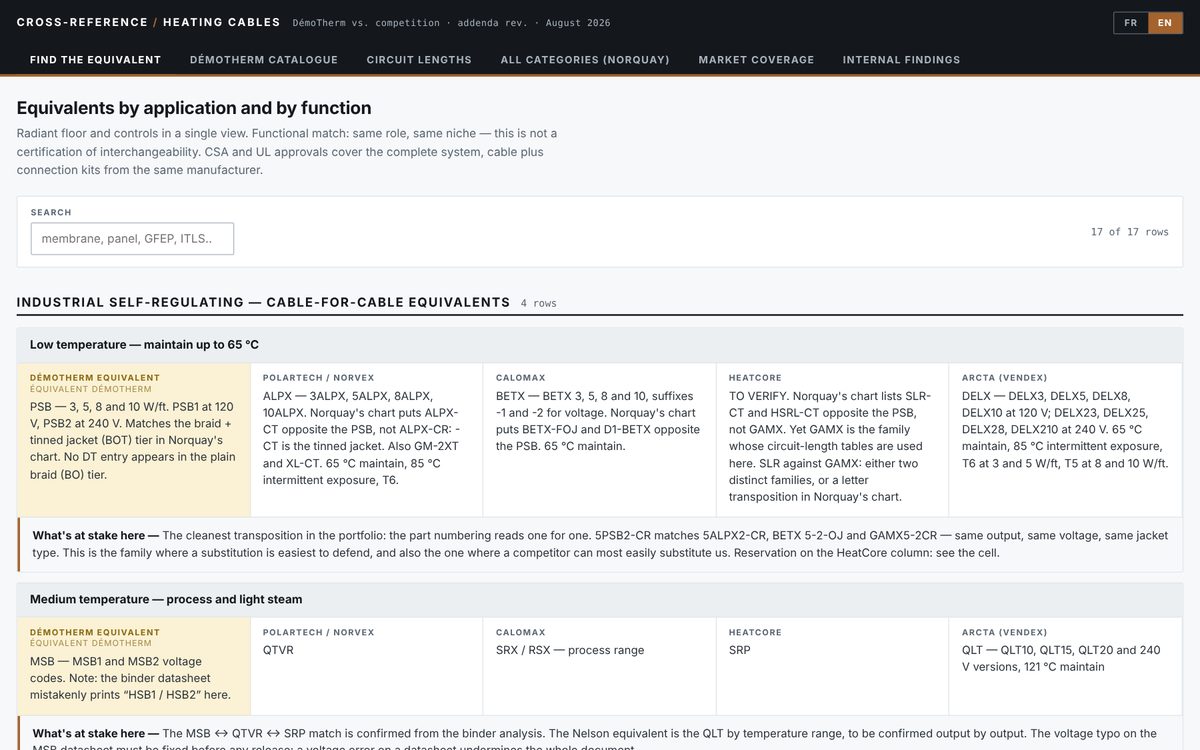 CROSS-REFERENCE / HEATING CABLES DémoTherm vs. competition · addenda rev. · August 2026
FR EN
FIND THE EQUIVALENT DÉMOTHERM CATALOGUE CIRCUIT LENGTHS ALL CATEGORIES (NORQUAY) MARKET COVERAGE INTERNAL FINDINGS
Equivalents by application and by function
Radiant floor and controls in a single view. Functional match: same role, same niche — this is not a
certification of interchangeability. CSA and UL approvals cover the complete system, cable plus
connection kits from the same manufacturer.
SEARCH
membrane, panel, GFEP, ITLS..
17 of 17 rows
INDUSTRIAL SELF-REGULATING — CABLE-FOR-CABLE EQUIVALENTS 4 rows
Low temperature — maintain up to 65 °C
DÉMOTHERM EQUIVALENT
ÉQUIVALENT DÉMOTHERM
PSB — 3, 5, 8 and 10 W/ft. PSB1 at 120
V, PSB2 at 240 V. Matches the braid +
tinned jacket (BOT) tier in Norquay's
chart. No DT entry appears in the plain
braid (BO) tier.
POLARTECH / NORVEX
ALPX — 3ALPX, 5ALPX, 8ALPX,
10ALPX. Norquay's chart puts ALPX-
CT opposite the PSB, not ALPX-CR: -
CT is the tinned jacket. Also GM-2XT
and XL-CT. 65 °C maintain, 85 °C
intermittent exposure, T6.
CALOMAX
BETX — BETX 3, 5, 8 and 10, suffixes
-1 and -2 for voltage. Norquay's chart
puts BETX-FOJ and D1-BETX opposite
the PSB. 65 °C maintain.
HEATCORE
TO VERIFY. Norquay's chart lists SLR-
CT and HSRL-CT opposite the PSB,
not GAMX. Yet GAMX is the family
whose circuit-length tables are used
here. SLR against GAMX: either two
distinct families, or a letter
transposition in Norquay's chart.
ARCTA (VENDEX)
DELX — DELX3, DELX5, DELX8,
DELX10 at 120 V; DELX23, DELX25,
DELX28, DELX210 at 240 V. 65 °C
maintain, 85 °C intermittent exposure,
T6 at 3 and 5 W/ft, T5 at 8 and 10 W/ft.
What's at stake here — The cleanest transposition in the portfolio: the part numbering reads one for one. 5PSB2-CR matches 5ALPX2-CR, BETX 5-2-OJ and GAMX5-2CR — same output, same voltage, same jacket
type. This is the family where a substitution is easiest to defend, and also the one where a competitor can most easily substitute us. Reservation on the HeatCore column: see the cell.
Medium temperature — process and light steam
DÉMOTHERM EQUIVALENT
ÉQUIVALENT DÉMOTHERM
MSB — MSB1 and MSB2 voltage
codes. Note: the binder datasheet
mistakenly prints “HSB1 / HSB2” here.
POLARTECH / NORVEX
QTVR
CALOMAX
SRX / RSX — process range
HEATCORE
SRP
ARCTA (VENDEX)
QLT — QLT10, QLT15, QLT20 and 240
V versions, 121 °C maintain
What's at stake here — The MSB ↔ QTVR ↔ SRP match is confirmed from the binder analysis. The Nelson equivalent is the QLT by temperature range, to be confirmed output by output. The voltage typo on the
MSB datasheet must be fixed before any release: a voltage error on a datasheet undermines the whole document.